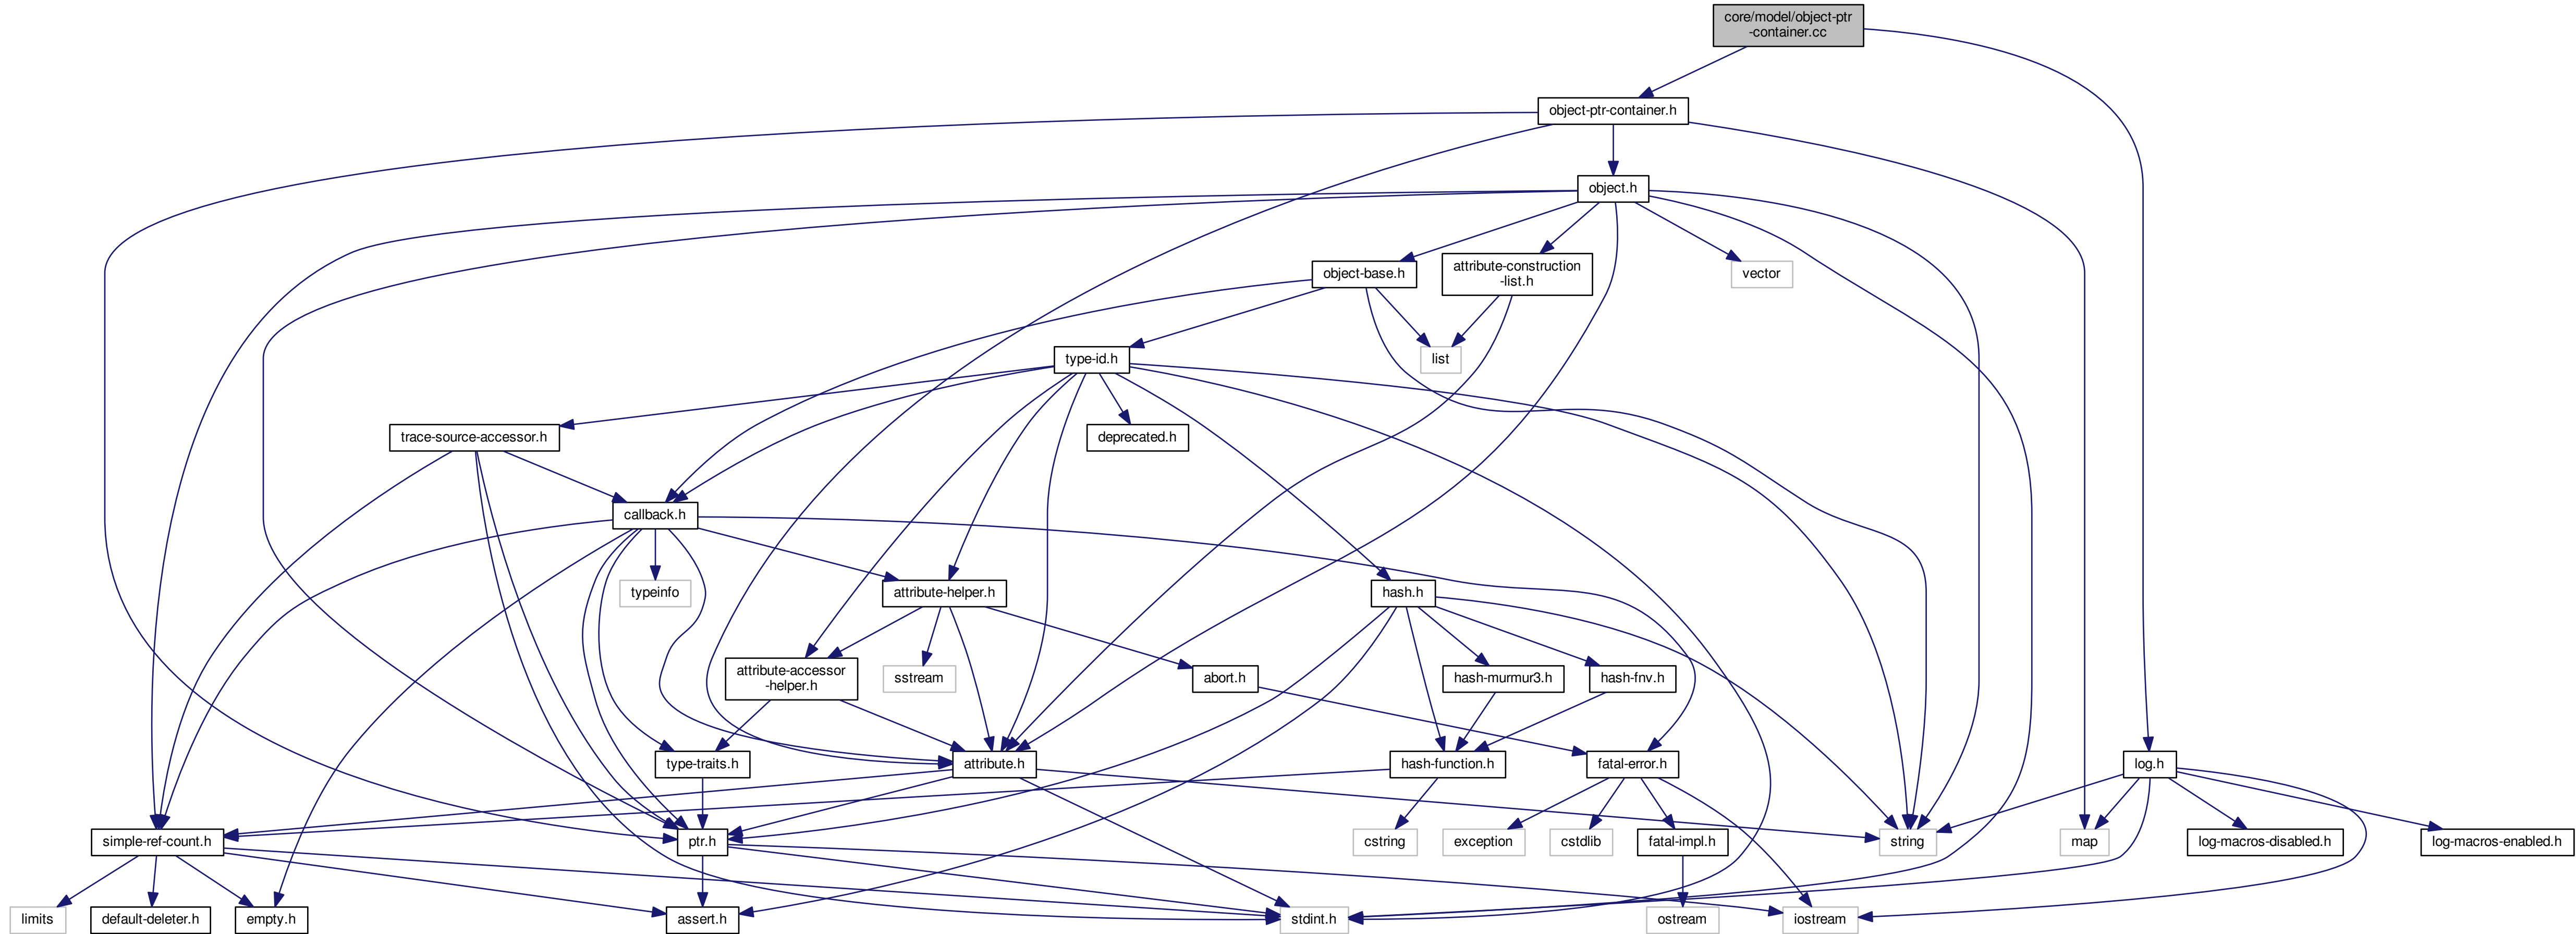 core/model/object-ptr
-container.cc
object-ptr-container.h
object.h
object-base.h
attribute-construction
-list.h
vector
type-id.h
list
trace-source-accessor.h
deprecated.h
callback.h
typeinfo
attribute-helper.h
hash.h
attribute-accessor
-helper.h
sstream
abort.h
hash-murmur3.h
hash-fnv.h
type-traits.h
attribute.h
hash-function.h
fatal-error.h
log.h
simple-ref-count.h
ptr.h
cstring
exception
cstdlib
fatal-impl.h
string
map
log-macros-disabled.h
log-macros-enabled.h
limits
default-deleter.h
empty.h
assert.h
stdint.h
ostream
iostream